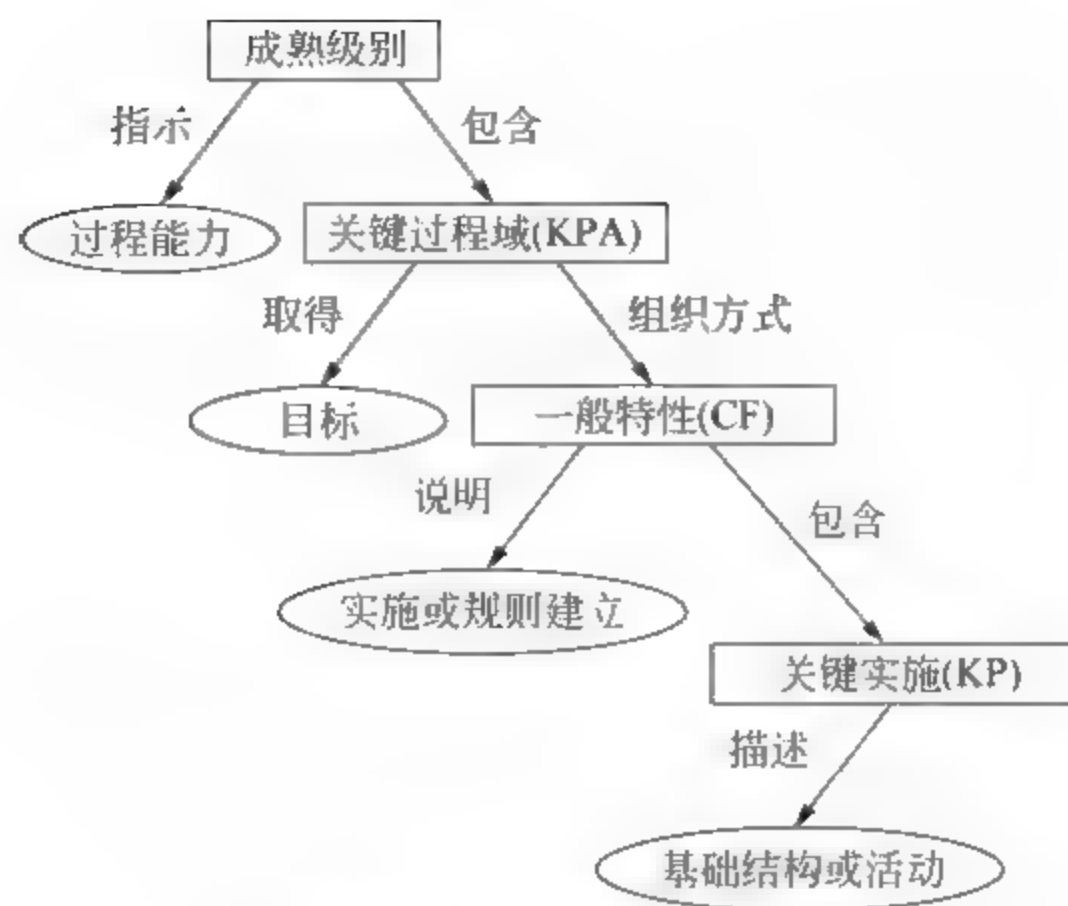 成熟级别
指示
包含
过程能力
关键过程域(KPA)
取得
组织方式
目标
一般特性(CF)
说明
包含
实施或规则建立
关键实施(KP)
描述
基础结构或活动